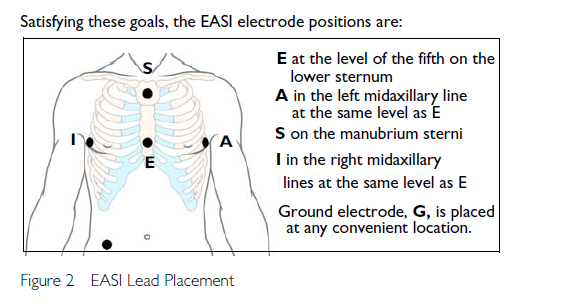 Satisfying these goals, the EASI electrode positions are:
S
I
A
E
E at the level of the fifth on the
lower sternum
A in the left midaxillary line
at the same level as E
S on the manubrium sterni
I in the right midaxillary
lines at the same level as E
Ground electrode, G, is placed
at any convenient location.
Figure 2 EASI Lead Placement